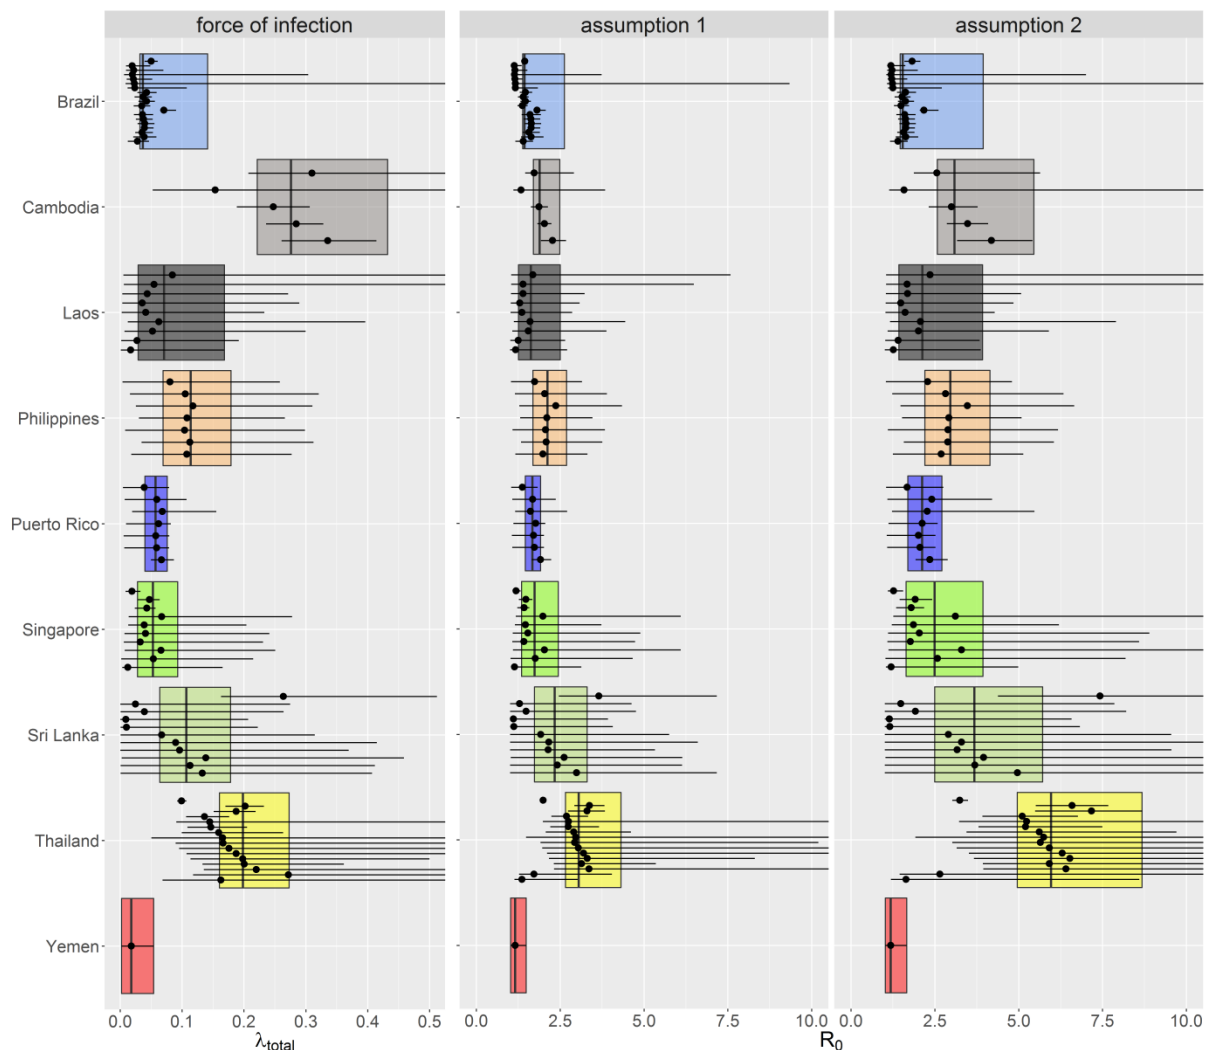 force of infection
assumption 1
assumption 2
Brazil
Cambodia
Laos
Philippines
Puerto Rico
Singapore
Sri Lanka
Thailand
Yemen
0.0 0.1 0.2 0.3 0.4 0.5
0.0 2.5 5.0 7.5 10.0
0.0 2.5 5.0 7.5 10.0
λtotal
R0